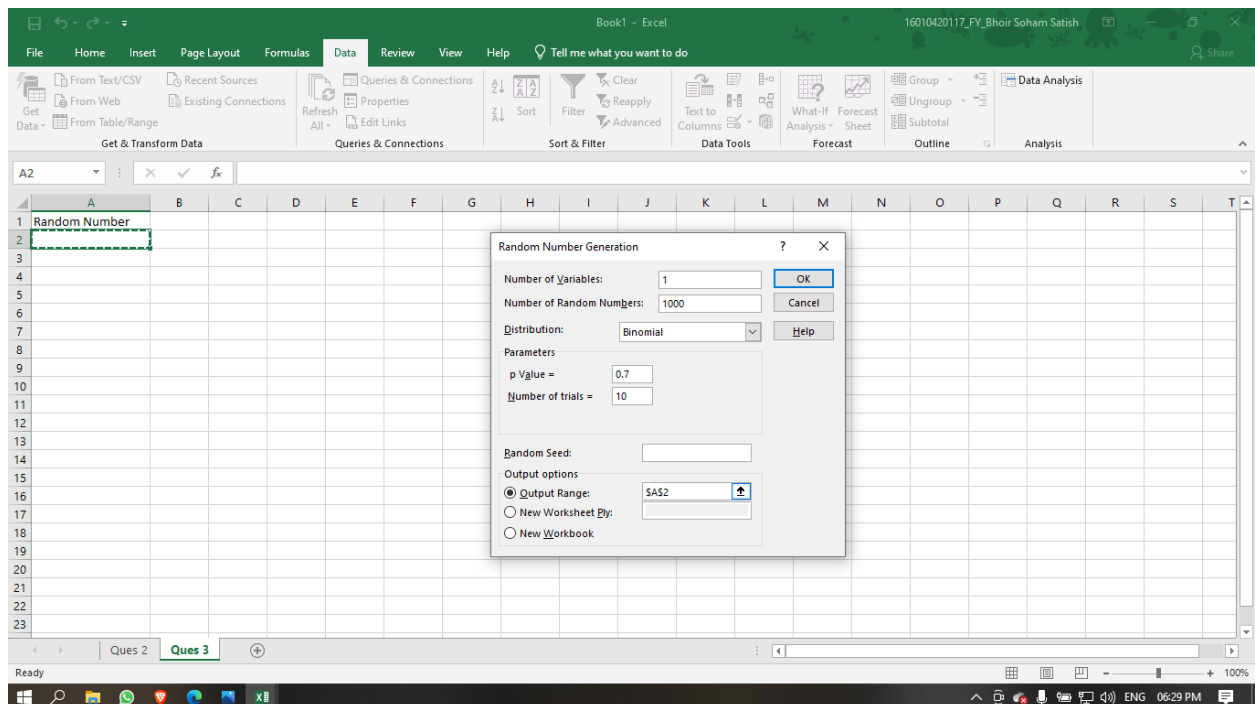 Book1 - Excel
16010420117_FY_Bhoir Soham Satish
File Home Insert Page Layout Formulas Data Review View Help Tell me what you want to do Share
Get Data
From Text/CSV
From Web
From Table/Range
Recent Sources
Existing Connections
Get & Transform Data
Refresh All
Queries & Connections
Properties
Edit Links
Queries & Connections
Sort
Filter
Clear
Reapply
Advanced
Sort & Filter
Text to Columns
Data Tools
What-If Analysis
Forecast Sheet
Forecast
Group
Ungroup
Subtotal
Outline
Data Analysis
Analysis
A2 fx
A B C D E F G H I J K L M N O P Q R S T
1 Random Number
2
3
4
5
6
7
8
9
10
11
12
13
14
15
16
17
18
19
20
21
22
23
Random Number Generation ? X
Number of Variables: 1 OK
Number of Random Numbers: 1000 Cancel
Distribution: Binomial Help
Parameters
p Value = 0.7
Number of trials = 10
Random Seed:
Output options
Output Range: $A$2
New Worksheet Ply:
New Workbook
Ques 2 Ques 3
Ready 100%
ENG 06:29 PM